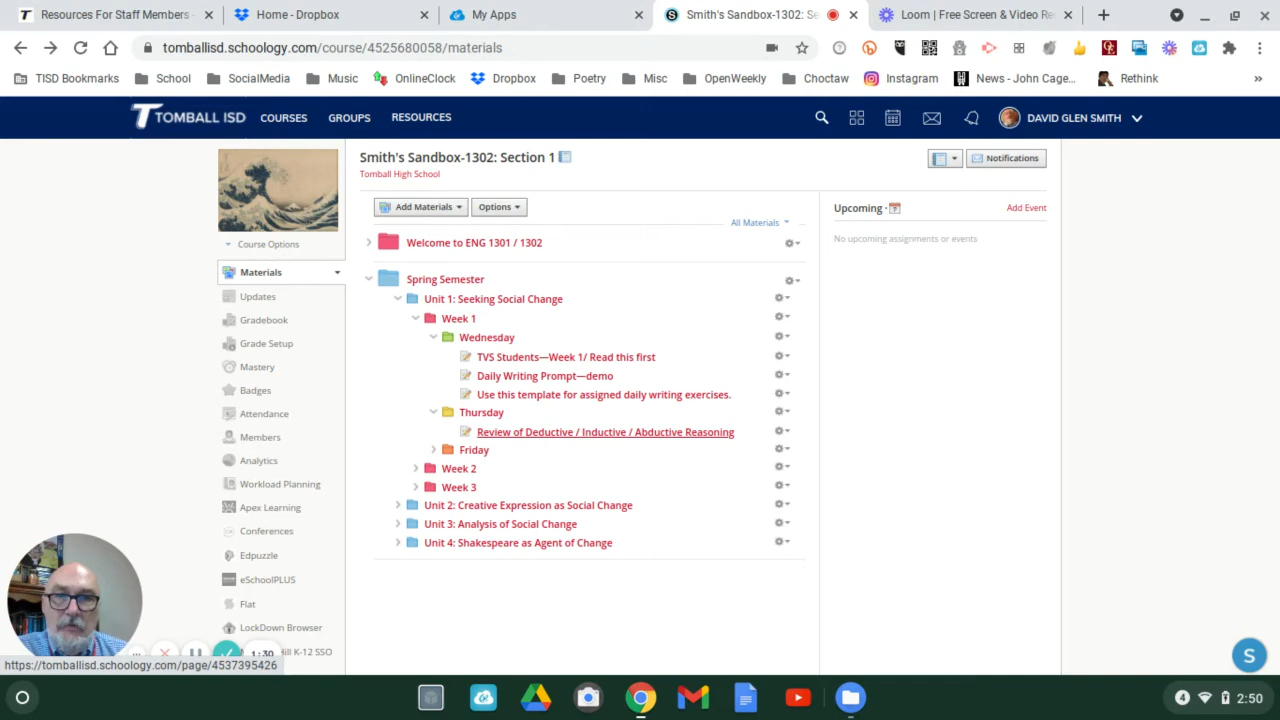 Resources For Staff Members -
Home - Dropbox
My Apps
Smith's Sandbox-1302: Se
Loom | Free Screen & Video Re
tomballisd.schoology.com/course/4525680058/materials
TISD Bookmarks
School
SocialMedia
Music
OnlineClock
Dropbox
Poetry
Misc
OpenWeekly
Choctaw
Instagram
News - John Cage...
Rethink
TOMBALL ISD
COURSES
GROUPS
RESOURCES
DAVID GLEN SMITH
Smith's Sandbox-1302: Section 1
Tomball High School
Notifications
Course Options
Materials
Updates
Gradebook
Grade Setup
Mastery
Badges
Attendance
Members
Analytics
Workload Planning
Apex Learning
Conferences
Edpuzzle
eSchoolPLUS
Flat
LockDown Browser
Hill K-12 SSO
Add Materials
Options
All Materials
Welcome to ENG 1301 / 1302
Spring Semester
Unit 1: Seeking Social Change
Week 1
Wednesday
TVS Students—Week 1/ Read this first
Daily Writing Prompt—demo
Use this template for assigned daily writing exercises.
Thursday
Review of Deductive / Inductive / Abductive Reasoning
Friday
Week 2
Week 3
Unit 2: Creative Expression as Social Change
Unit 3: Analysis of Social Change
Unit 4: Shakespeare as Agent of Change
Upcoming ·
Add Event
No upcoming assignments or events
1:30
https://tomballisd.schoology.com/page/4537395426
S
4
2:50